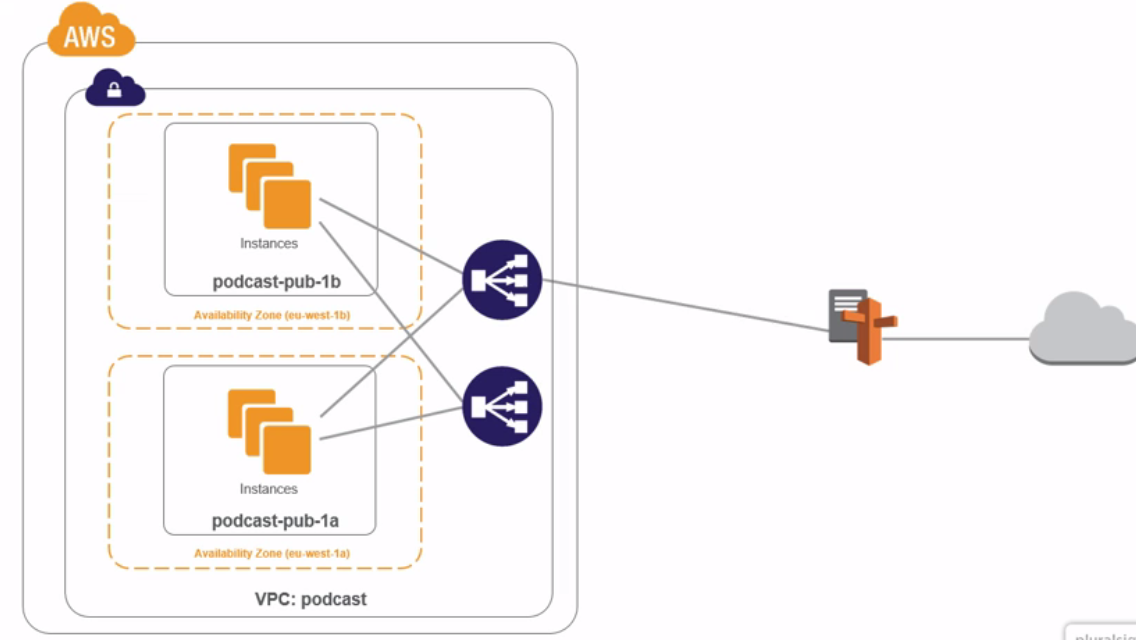 AWS
Instances
podcast-pub-1b
Availability Zone (eu-west-1b)
Instances
podcast-pub-1a
Availability Zone (eu-west-1a)
VPC: podcast